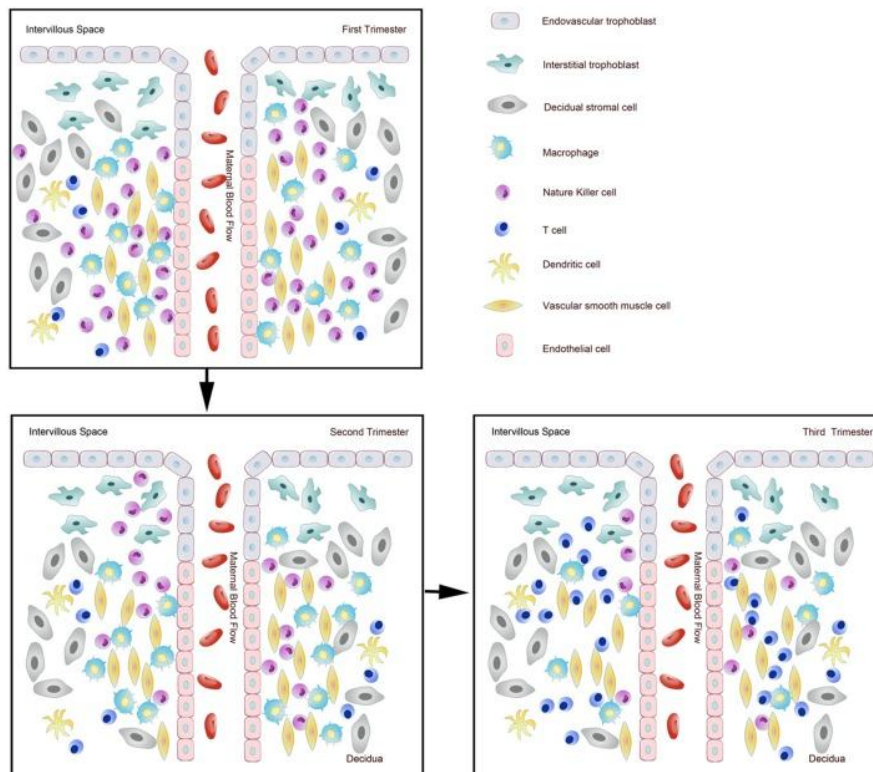 Intervillous Space
First Trimester
Maternal Blood Flow
Endovascular trophoblast
Interstitial trophoblast
Decidual stromal cell
Macrophage
Nature Killer cell
T cell
Dendritic cell
Vascular smooth muscle cell
Endothelial cell
Intervillous Space
Second Trimester
Maternal Blood Flow
Decidua
Intervillous Space
Third Trimester
Maternal Blood Flow
Decidua